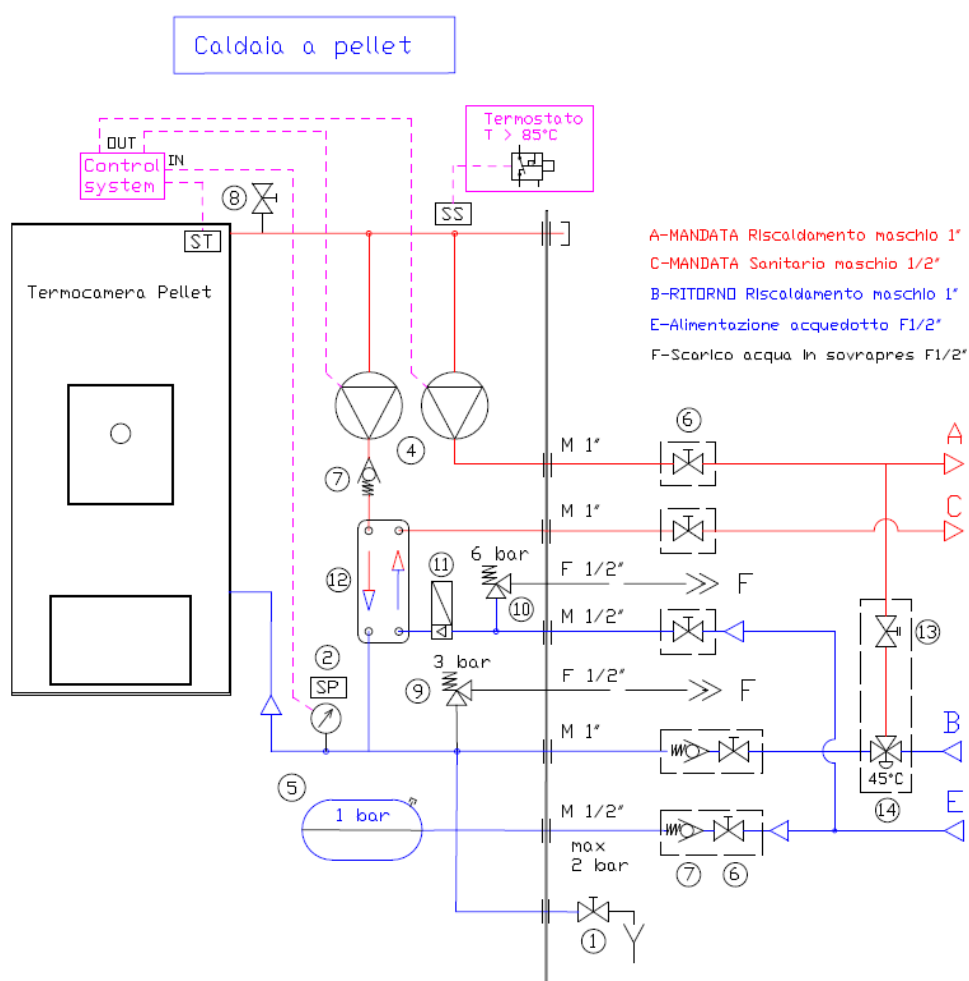 Caldaia a pellet
Termostato
T > 85°C
OUT
IN
Control
system
8
SS
ST
Termocamera Pellet
A-MANDATA Riscaldamento maschio 1"
C-MANDATA Sanitario maschio 1/2"
B-RITORNO Riscaldamento maschio 1"
E-Alimentazione acquedotto F1/2"
F-Scarico acqua in sovrapres F1/2"
4
7
M 1"
6
A
M 1"
C
12
11
6 bar
10
F 1/2"
F
M 1/2"
13
2
SP
3 bar
9
F 1/2"
F
M 1"
B
45°C
14
5
1 bar
M 1/2"
max
2 bar
7
6
E
1